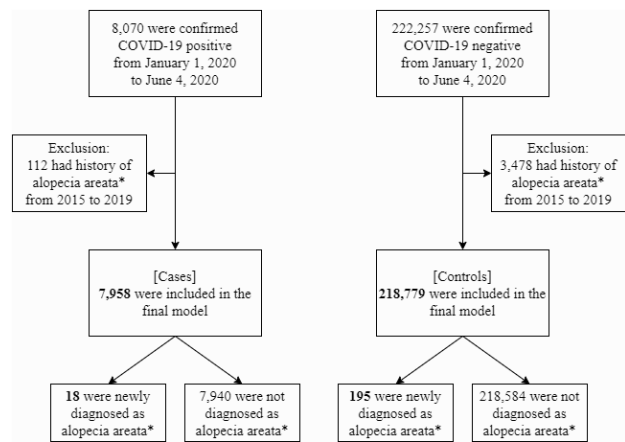 8,070 were confirmed
COVID-19 positive
from January 1, 2020
to June 4, 2020
222,257 were confirmed
COVID-19 negative
from January 1, 2020
to June 4, 2020
Exclusion:
112 had history of
alopecia areata*
from 2015 to 2019
Exclusion:
3,478 had history of
alopecia areata*
from 2015 to 2019
[Cases]
7,958 were included in the
final model
[Controls]
218,779 were included in the
final model
18 were newly
diagnosed as
alopecia areata*
7,940 were not
diagnosed as
alopecia areata*
195 were newly
diagnosed as
alopecia areata*
218,584 were not
diagnosed as
alopecia areata*